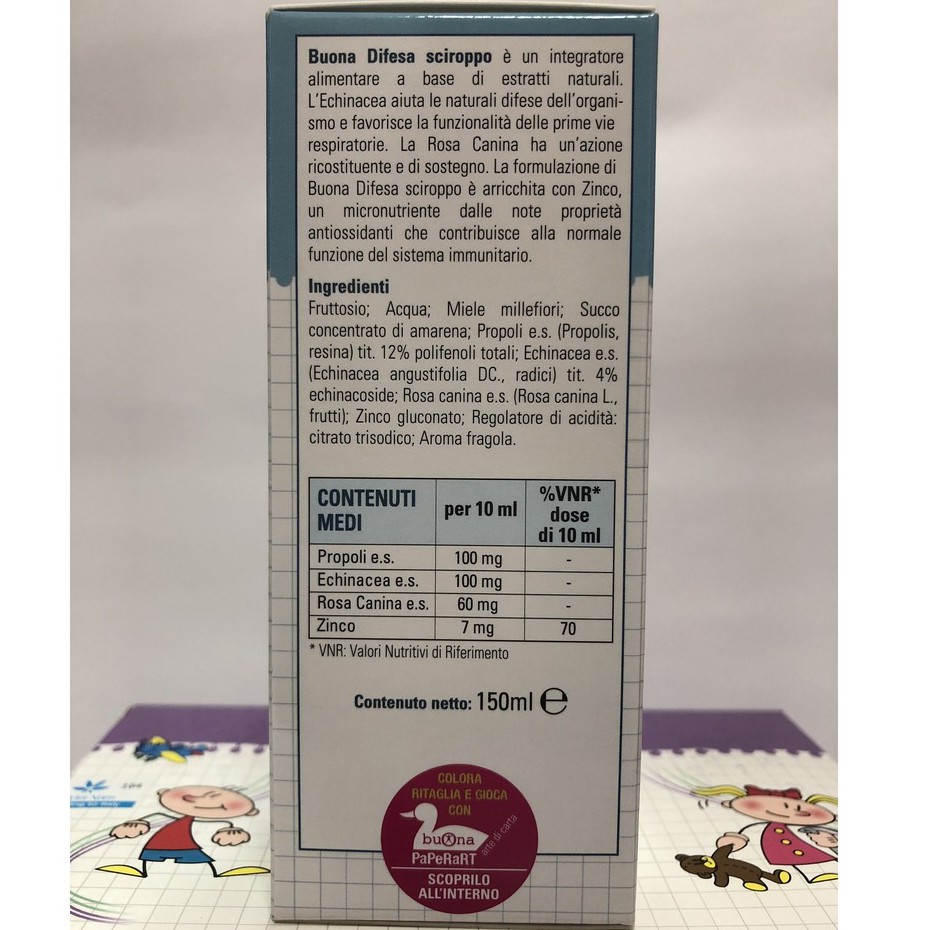 Buona Difesa sciroppo è un integratore
alimentare a base di estratti naturali.
L'Echinacea aiuta le naturali difese dell'organi-
smo e favorisce la funzionalità delle prime vie
respiratorie. La Rosa Canina ha un'azione
ricostituente e di sostegno. La formulazione di
Buona Difesa sciroppo è arricchita con Zinco,
un micronutriente dalle note proprietà
antiossidanti che contribuisce alla normale
funzione del sistema immunitario.
Ingredienti
Fruttosio; Acqua; Miele millefiori; Succo
concentrato di amarena; Propoli e.s. (Propolis,
resina) tit. 12% polifenoli totali; Echinacea e.s.
(Echinacea angustifolia DC., radici) tit. 4%
echinacoside; Rosa canina e.s. (Rosa canina L.,
frutti); Zinco gluconato; Regolatore di acidità:
citrato trisodico; Aroma fragola.
CONTENUTI MEDI per 10 ml %VNR* dose di 10 ml
Propoli e.s. 100 mg -
Echinacea e.s. 100 mg -
Rosa Canina e.s. 60 mg -
Zinco 7 mg 70
* VNR: Valori Nutritivi di Riferimento
Contenuto netto: 150ml e
COLORA
RITAGLIA E GIOCA
CON
buona
arte di carta
PaPeRaRT
SCOPRILO
ALL'INTERNO